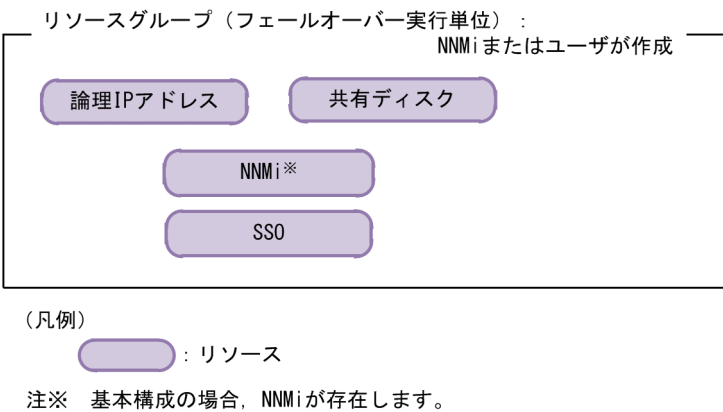 リソースグループ（フェールオーバー実行単位）：
NNMiまたはユーザが作成
論理IPアドレス
共有ディスク
NNMi※
SSO
（凡例）
：リソース
注※　基本構成の場合，NNMiが存在します。